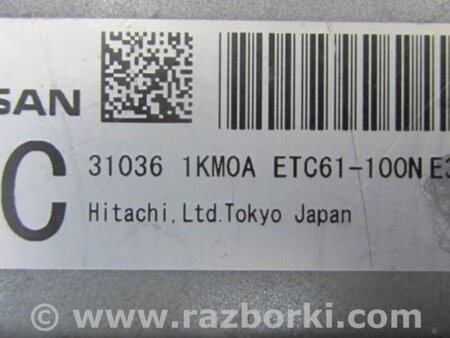 SAN
C 31036 1KM0A ETC61-100N E3
Hitachi,Ltd.Tokyo Japan
www.razborki.com